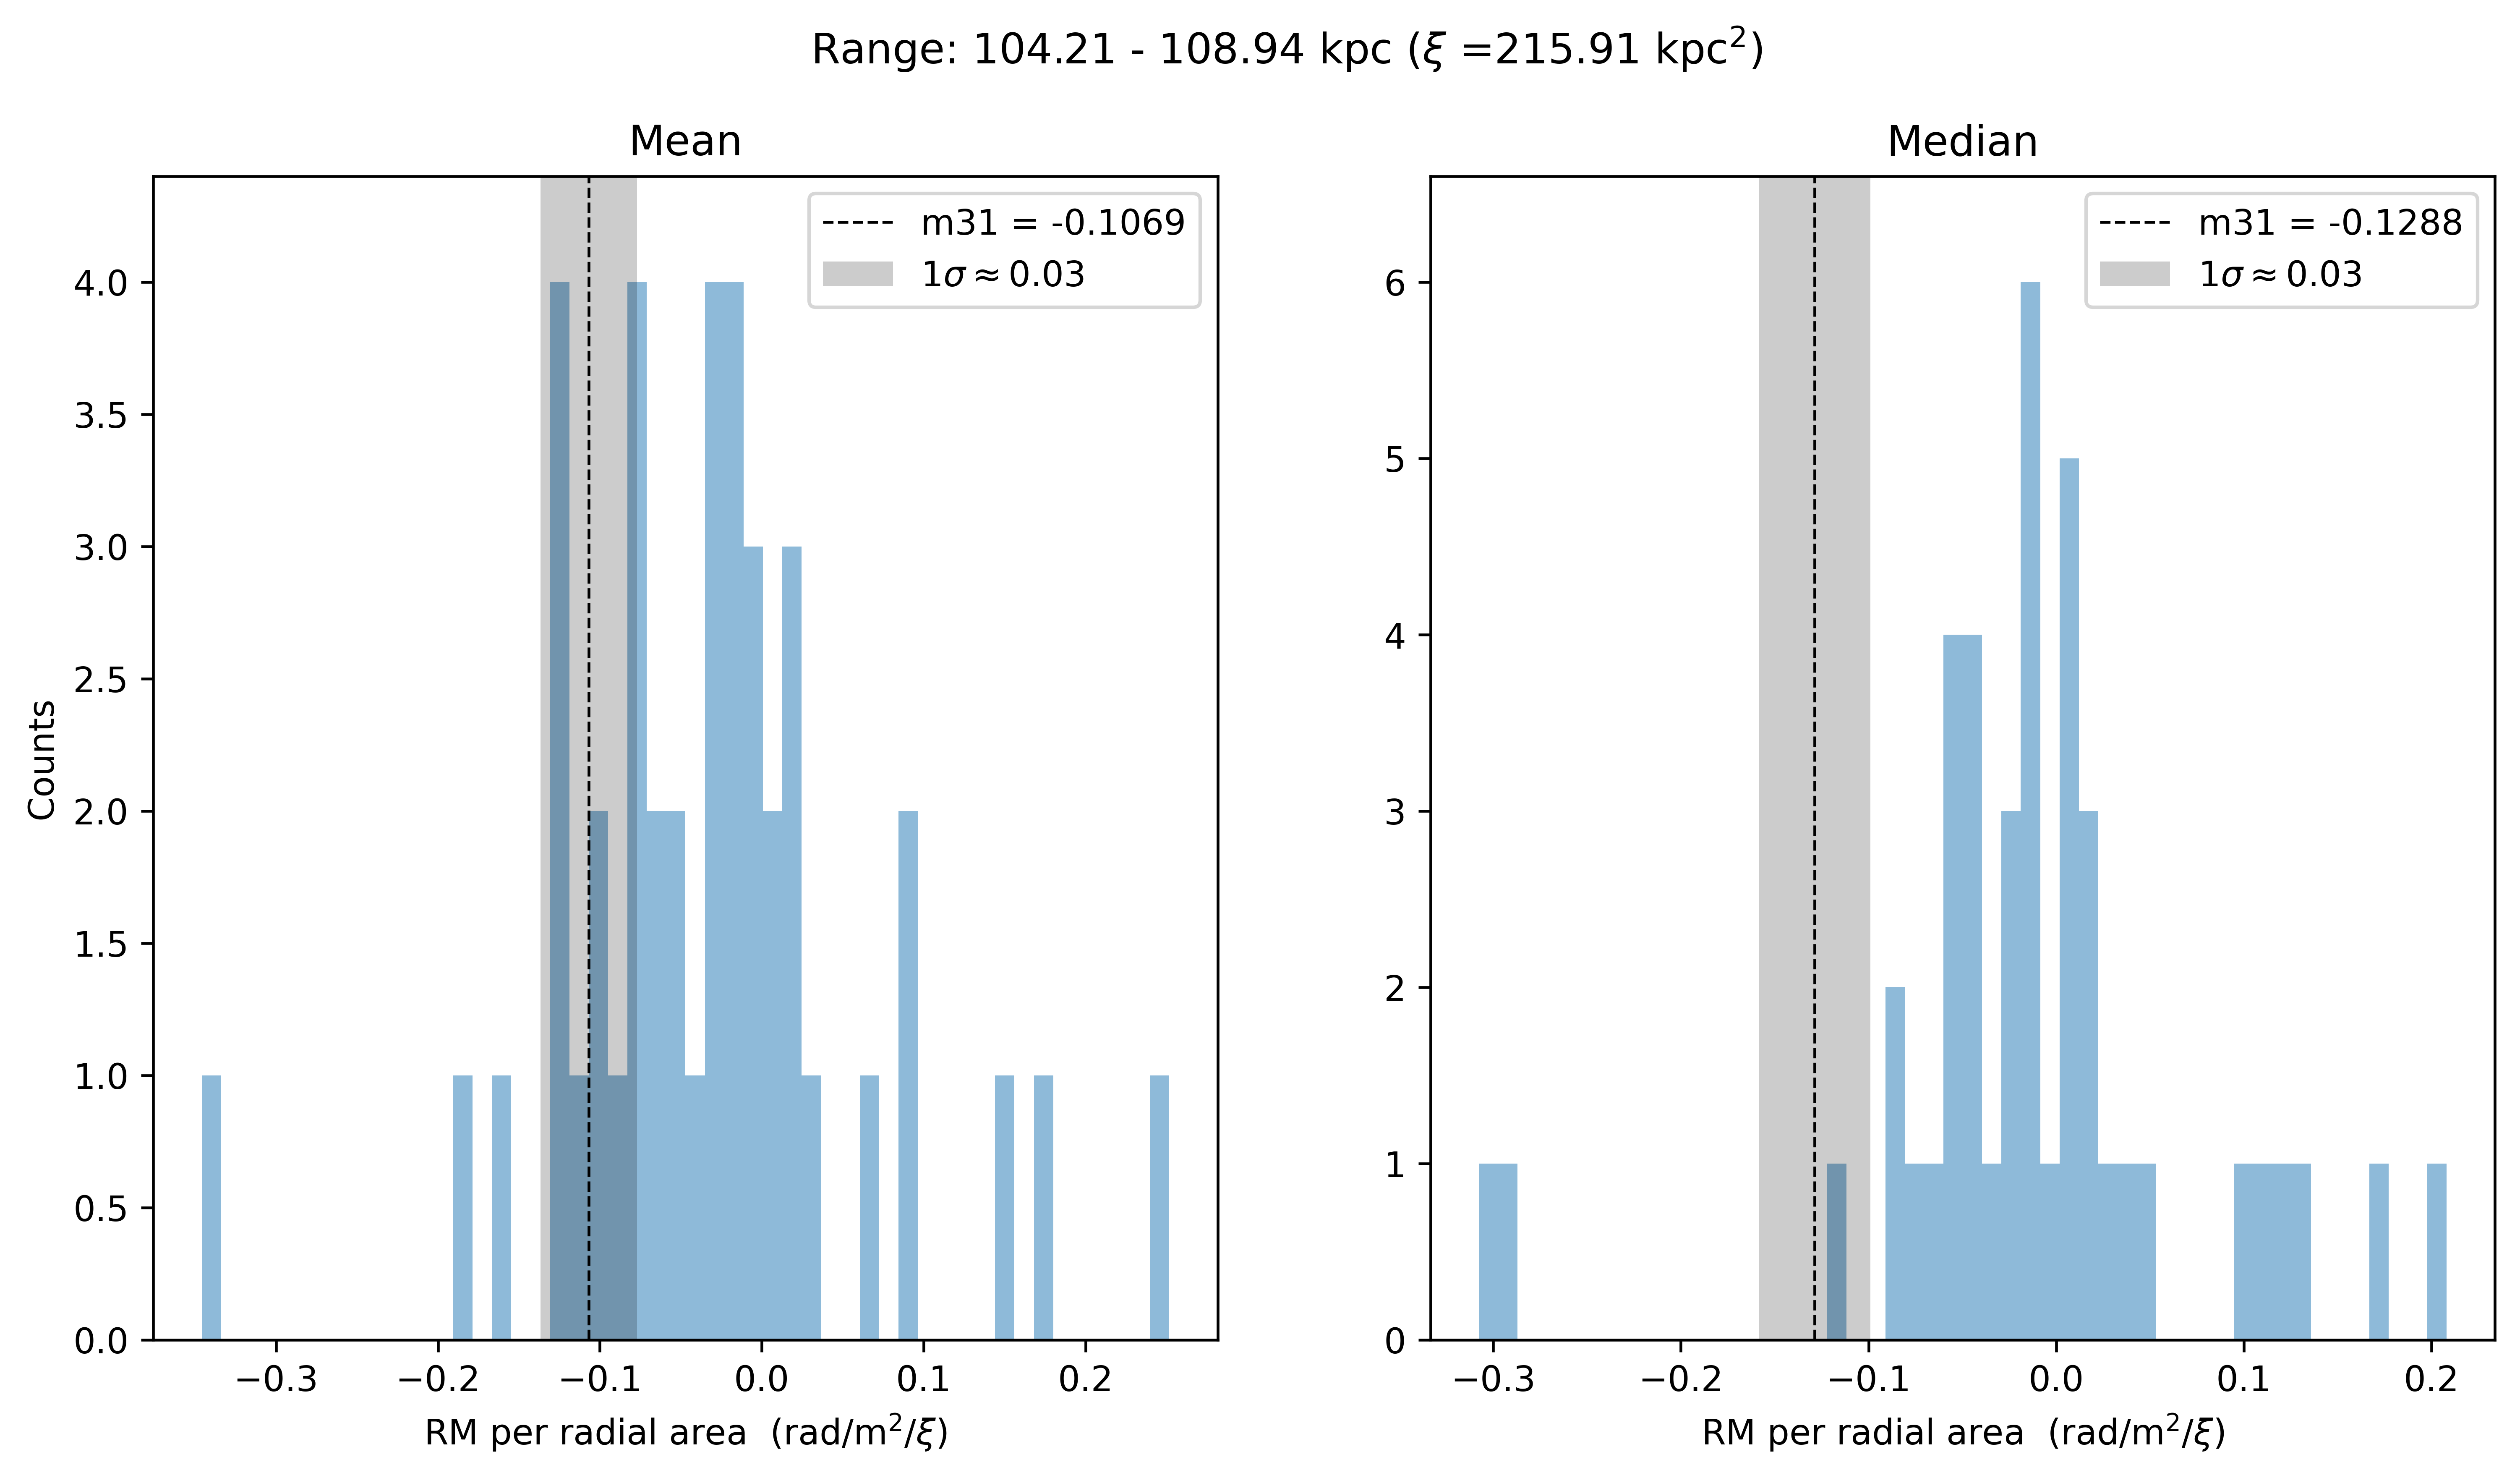 Range: 104.21 - 108.94 kpc (ξ =215.91 kpc²)
Mean
m31 = -0.1069
1σ ≈ 0.03
4.0
3.5
3.0
2.5
2.0
1.5
1.0
0.5
0.0
Counts
−0.3 −0.2 −0.1 0.0 0.1 0.2
RM per radial area (rad/m²/ξ)
Median
m31 = -0.1288
1σ ≈ 0.03
6
5
4
3
2
1
0
−0.3 −0.2 −0.1 0.0 0.1 0.2
RM per radial area (rad/m²/ξ)